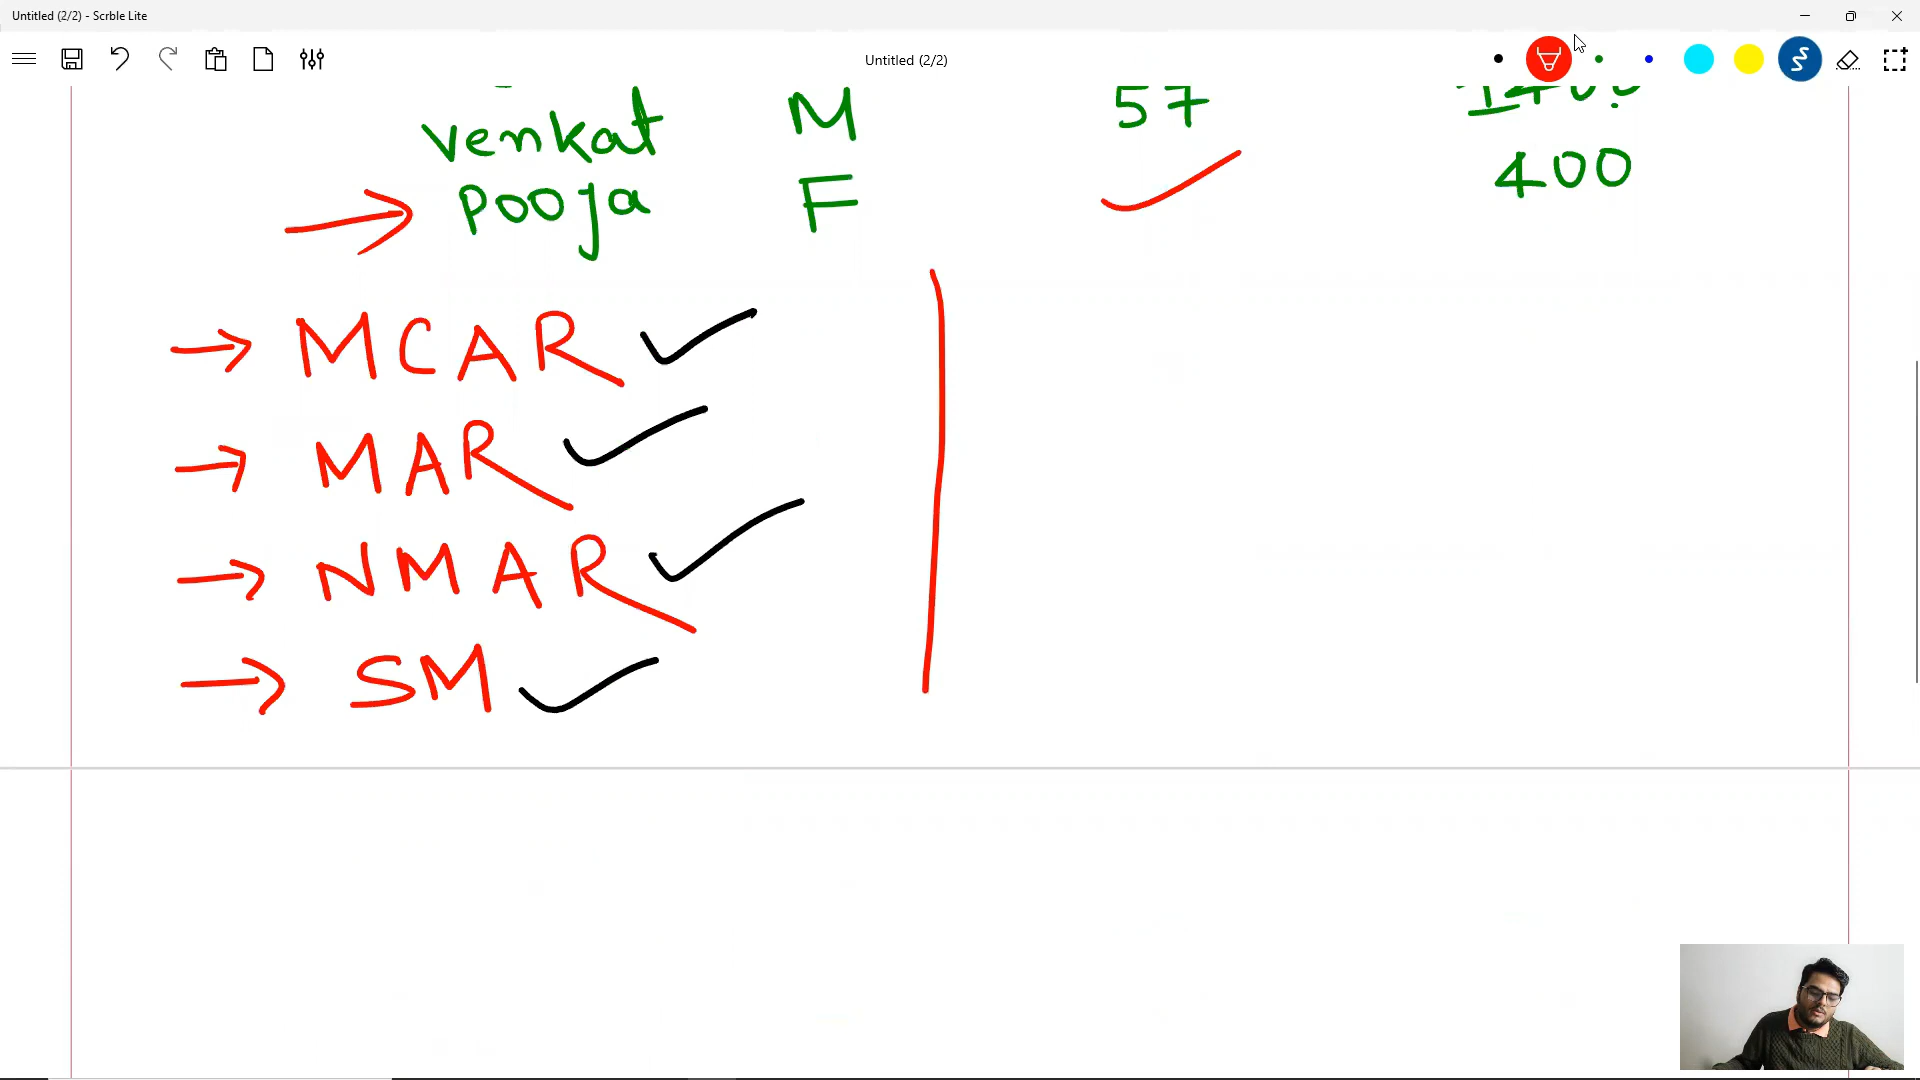 Untitled (2/2) - Scrble Lite
Untitled (2/2)
venkat M 57
pooja F 400
→ MCAR
→ MAR
→ NMAR
→ SM